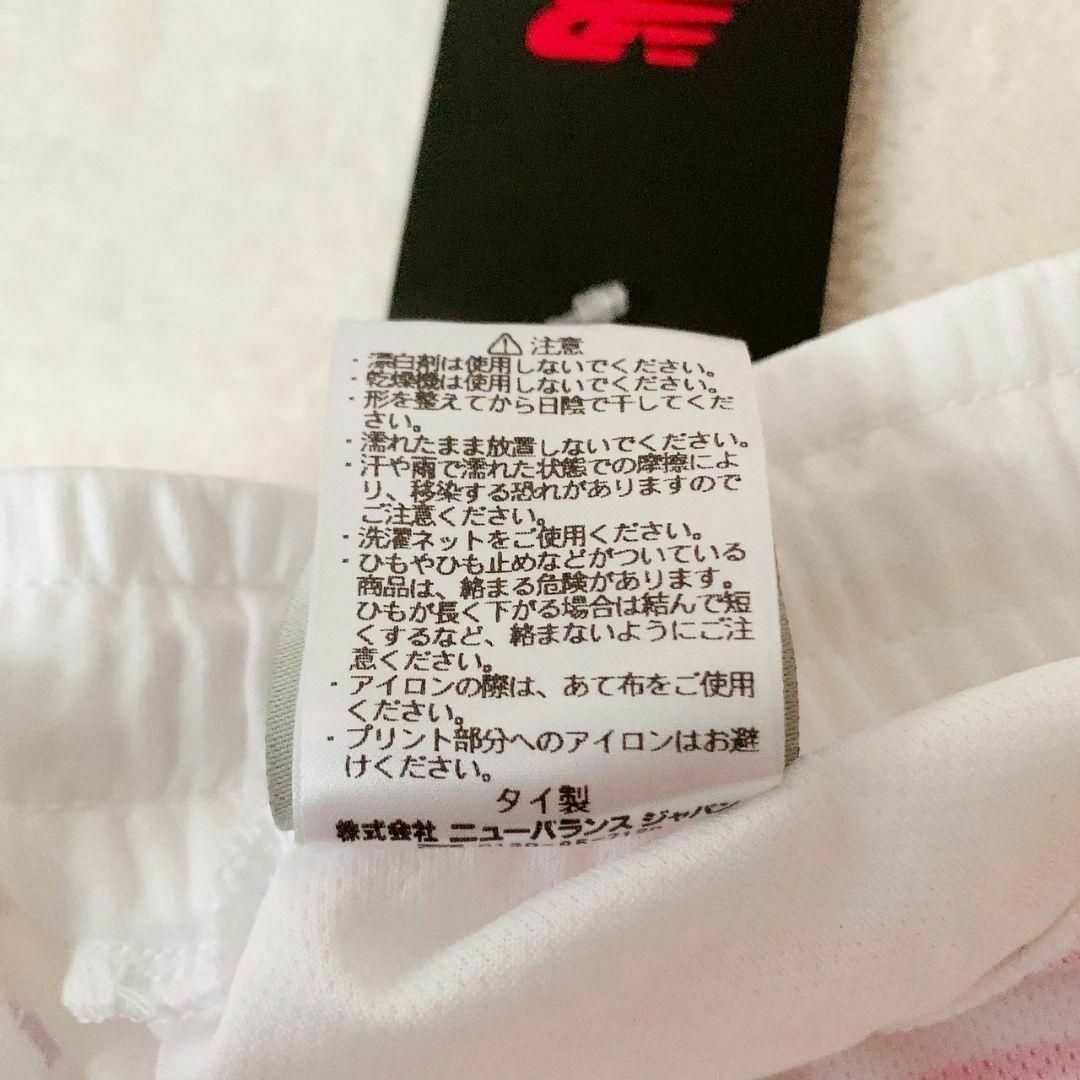 ⚠ 注意
・漂白剤は使用しないでください。
・乾燥機は使用しないでください。
・形を整えてから日陰で干してくだ
さい。
・濡れたまま放置しないでください。
・汗や雨で濡れた状態での摩擦によ
り、移染する恐れがありますので
ご注意ください。
・洗濯ネットをご使用ください。
・ひもやひも止めなどがついている
商品は、絡まる危険があります。
ひもが長く下がる場合は結んで短
くするなど、絡まないようにご注
意ください。
・アイロンの際は、あて布をご使用
ください。
・プリント部分へのアイロンはお避
けください。
タイ製
株式会社 ニューバランス ジャパン